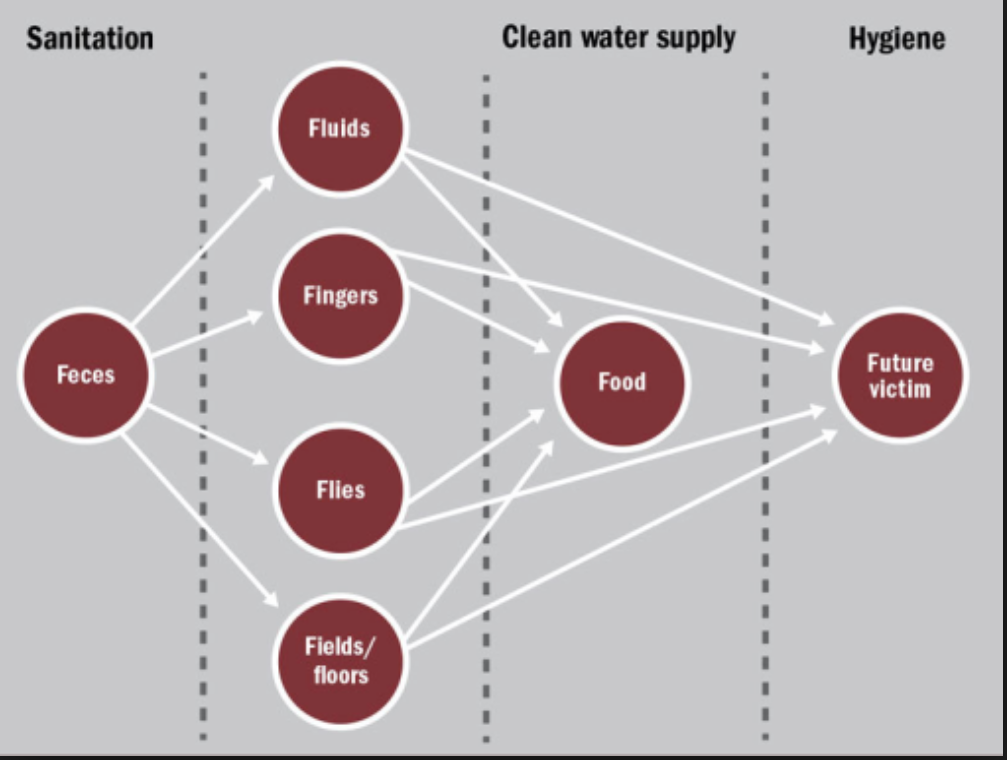 Sanitation
Clean water supply
Hygiene
Fluids
Fingers
Feces
Food
Future
victim
Flies
Fields/
floors